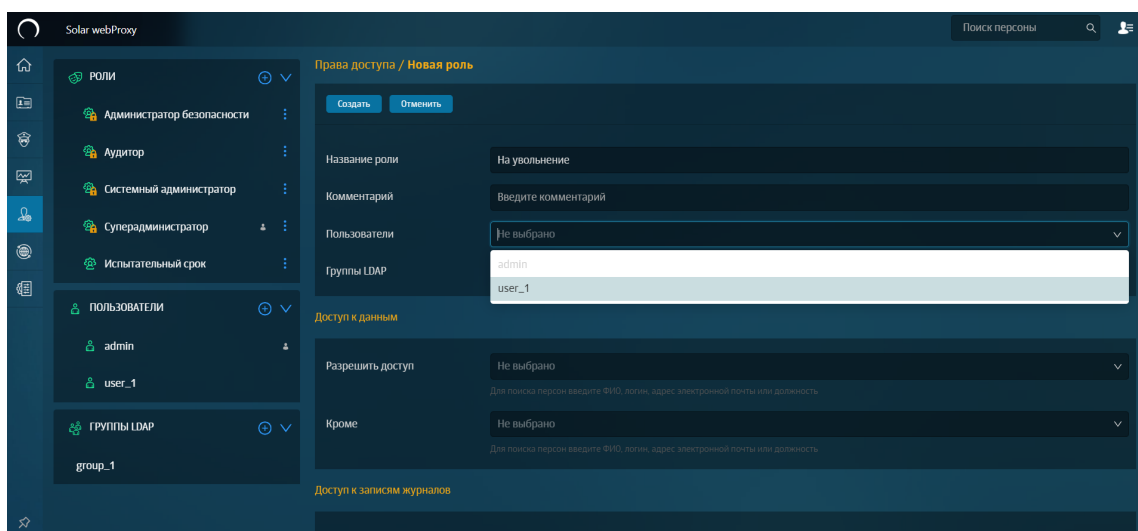 Solar webProxy
Поиск персоны
РОЛИ
Администратор безопасности
Аудитор
Системный администратор
Суперадминистратор
Испытательный срок
ПОЛЬЗОВАТЕЛИ
admin
user_1
ГРУППЫ LDAP
group_1
Права доступа / Новая роль
Создать Отменить
Название роли На увольнение
Комментарий Введите комментарий
Пользователи Не выбрано
admin
Группы LDAP
user_1
Доступ к данным
Разрешить доступ Не выбрано
Для поиска персон введите ФИО, логин, адрес электронной почты или должность
Кроме Не выбрано
Для поиска персон введите ФИО, логин, адрес электронной почты или должность
Доступ к записям журналов